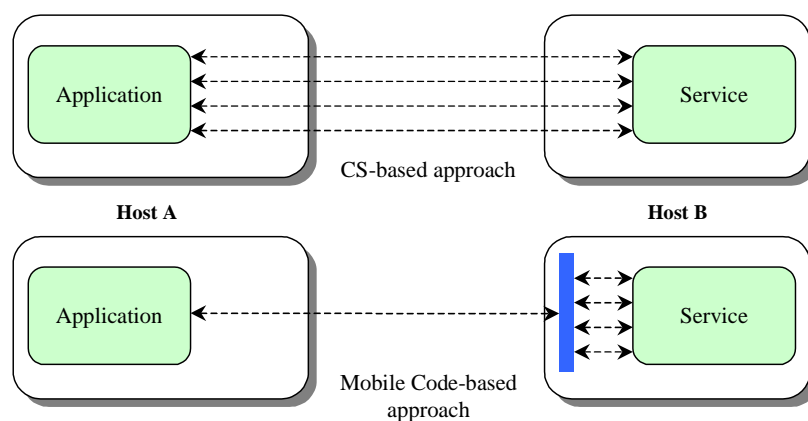 Application
Service
CS-based approach
Host A
Host B
Application
Service
Mobile Code-based
approach